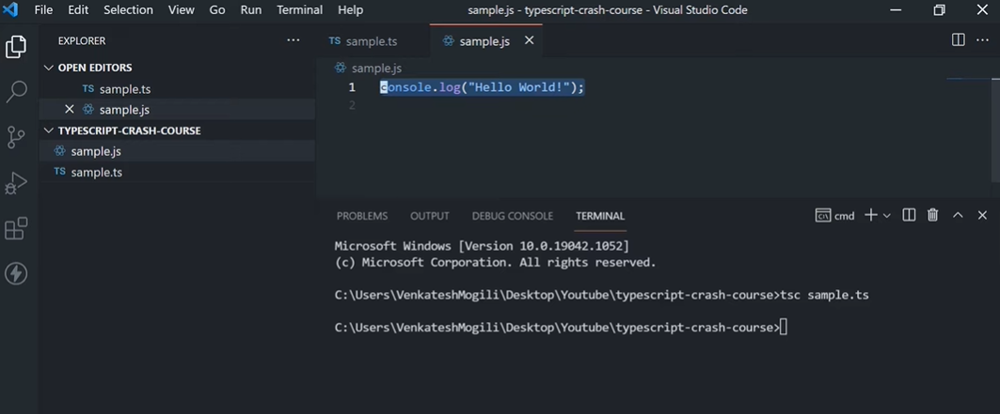 File Edit Selection View Go Run Terminal Help sample.js - typescript-crash-course - Visual Studio Code
EXPLORER
OPEN EDITORS
TS sample.ts
sample.js
TYPESCRIPT-CRASH-COURSE
sample.js
TS sample.ts
TS sample.ts sample.js
sample.js
1 console.log("Hello World!");
2
PROBLEMS OUTPUT DEBUG CONSOLE TERMINAL cmd
Microsoft Windows [Version 10.0.19042.1052]
(c) Microsoft Corporation. All rights reserved.
C:\Users\VenkateshMogili\Desktop\Youtube\typescript-crash-course>tsc sample.ts
C:\Users\VenkateshMogili\Desktop\Youtube\typescript-crash-course>